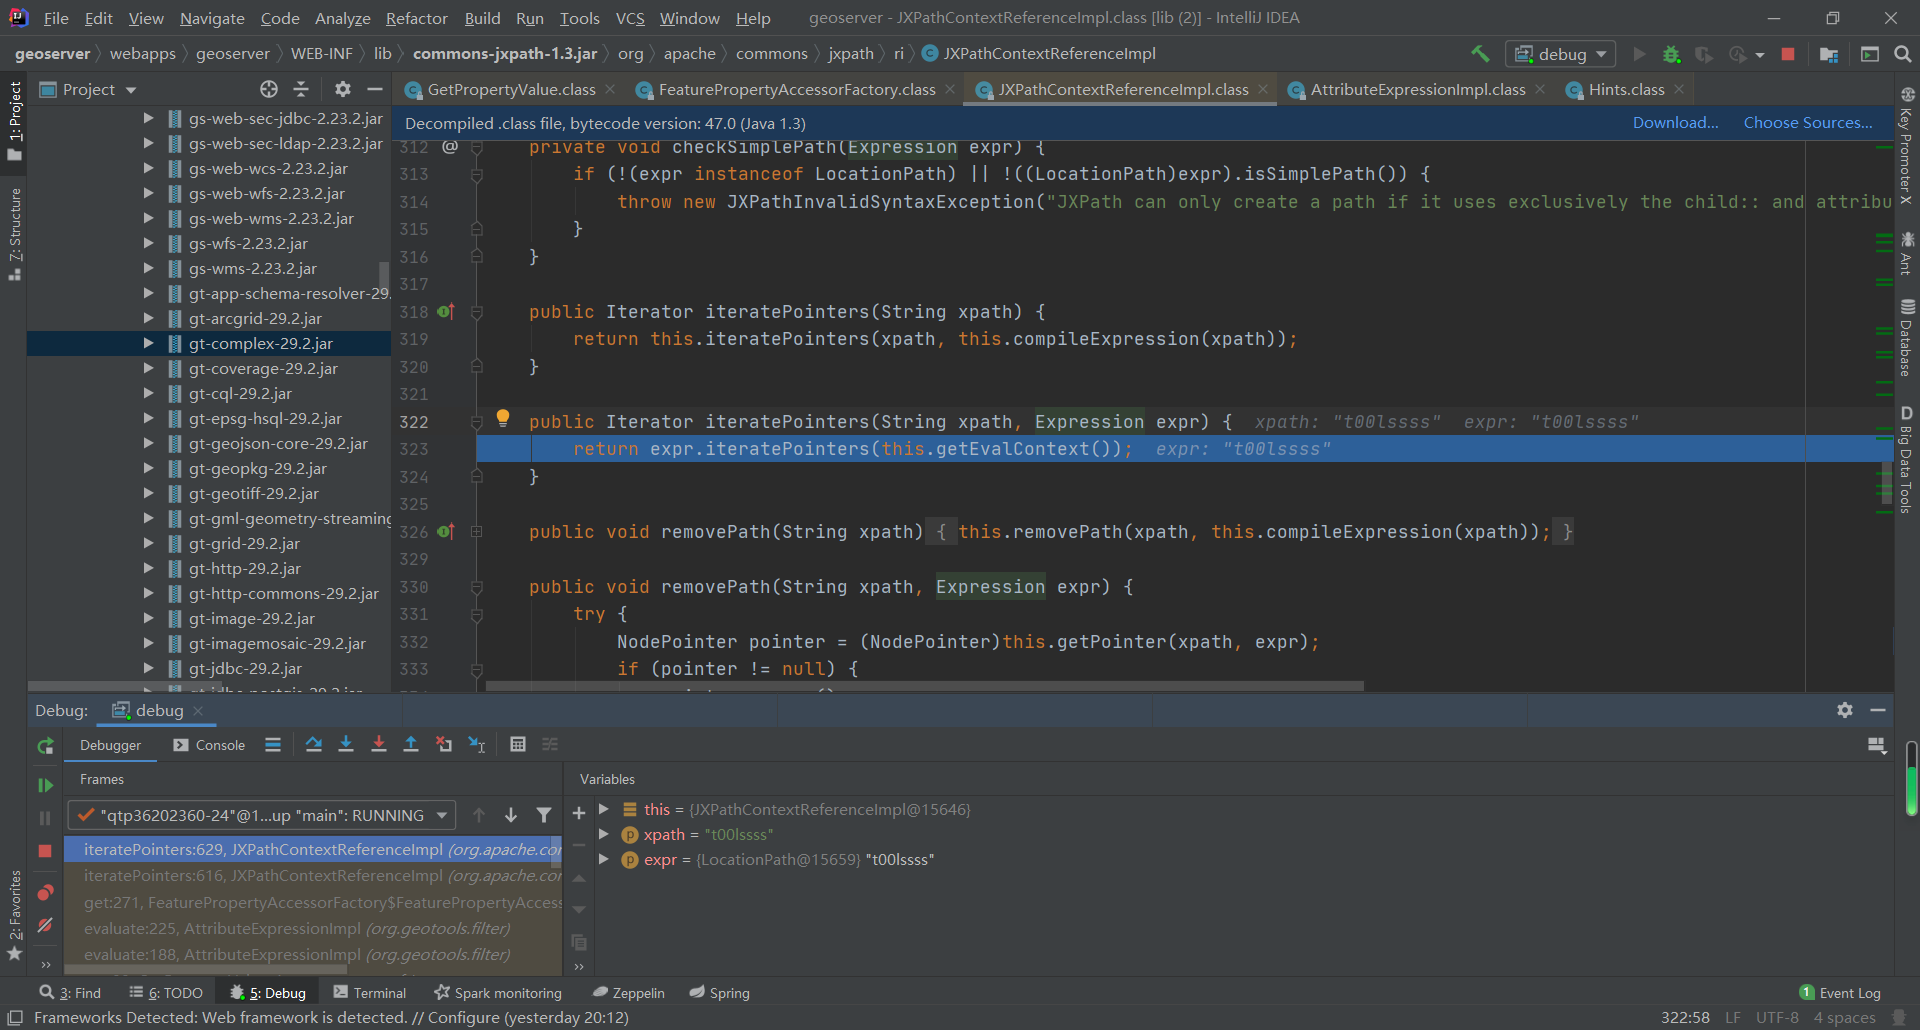 File Edit View Navigate Code Analyze Refactor Build Run Tools VCS Window Help geoserver - JXPathContextReferenceImpl.class [lib (2)] - IntelliJ IDEA
geoserver webapps geoserver WEB-INF lib commons-jxpath-1.3.jar org apache commons jxpath ri JXPathContextReferenceImpl debug
1: Project
7: Structure
2: Favorites
Project
gs-web-sec-jdbc-2.23.2.jar
gs-web-sec-ldap-2.23.2.jar
gs-web-wcs-2.23.2.jar
gs-web-wfs-2.23.2.jar
gs-web-wms-2.23.2.jar
gs-wfs-2.23.2.jar
gs-wms-2.23.2.jar
gt-app-schema-resolver-29.
gt-arcgrid-29.2.jar
gt-complex-29.2.jar
gt-coverage-29.2.jar
gt-cql-29.2.jar
gt-epsg-hsql-29.2.jar
gt-geojson-core-29.2.jar
gt-geopkg-29.2.jar
gt-geotiff-29.2.jar
gt-gml-geometry-streaming
gt-grid-29.2.jar
gt-http-29.2.jar
gt-http-commons-29.2.jar
gt-image-29.2.jar
gt-imagemosaic-29.2.jar
gt-jdbc-29.2.jar
GetPropertyValue.class FeaturePropertyAccessorFactory.class JXPathContextReferenceImpl.class AttributeExpressionImpl.class Hints.class
Decompiled .class file, bytecode version: 47.0 (Java 1.3) Download... Choose Sources...
312 @ private void checkSimplePath(Expression expr) {
313 if (!(expr instanceof LocationPath) || !((LocationPath)expr).isSimplePath()) {
314 throw new JXPathInvalidSyntaxException("JXPath can only create a path if it uses exclusively the child:: and attribu
315 }
316 }
317
318 public Iterator iteratePointers(String xpath) {
319 return this.iteratePointers(xpath, this.compileExpression(xpath));
320 }
321
322 public Iterator iteratePointers(String xpath, Expression expr) { xpath: "t00lssss" expr: "t00lssss"
323 return expr.iteratePointers(this.getEvalContext()); expr: "t00lssss"
324 }
325
326 public void removePath(String xpath) { this.removePath(xpath, this.compileExpression(xpath)); }
329
330 public void removePath(String xpath, Expression expr) {
331 try {
332 NodePointer pointer = (NodePointer)this.getPointer(xpath, expr);
333 if (pointer != null) {
Key Promoter X
Ant
Database
D Big Data Tools
Debug: debug
Debugger Console
Frames
"qtp36202360-24"@1...up "main": RUNNING
iteratePointers:629, JXPathContextReferenceImpl (org.apache.con
iteratePointers:616, JXPathContextReferenceImpl (org.apache.con
get:271, FeaturePropertyAccessorFactory$FeaturePropertyAccess
evaluate:225, AttributeExpressionImpl (org.geotools.filter)
evaluate:188, AttributeExpressionImpl (org.geotools.filter)
Variables
this = {JXPathContextReferenceImpl@15646}
xpath = "t00lssss"
expr = {LocationPath@15659} "t00lssss"
3: Find 6: TODO 5: Debug Terminal Spark monitoring Zeppelin Spring 1 Event Log
Frameworks Detected: Web framework is detected. // Configure (yesterday 20:12) 322:58 LF UTF-8 4 spaces